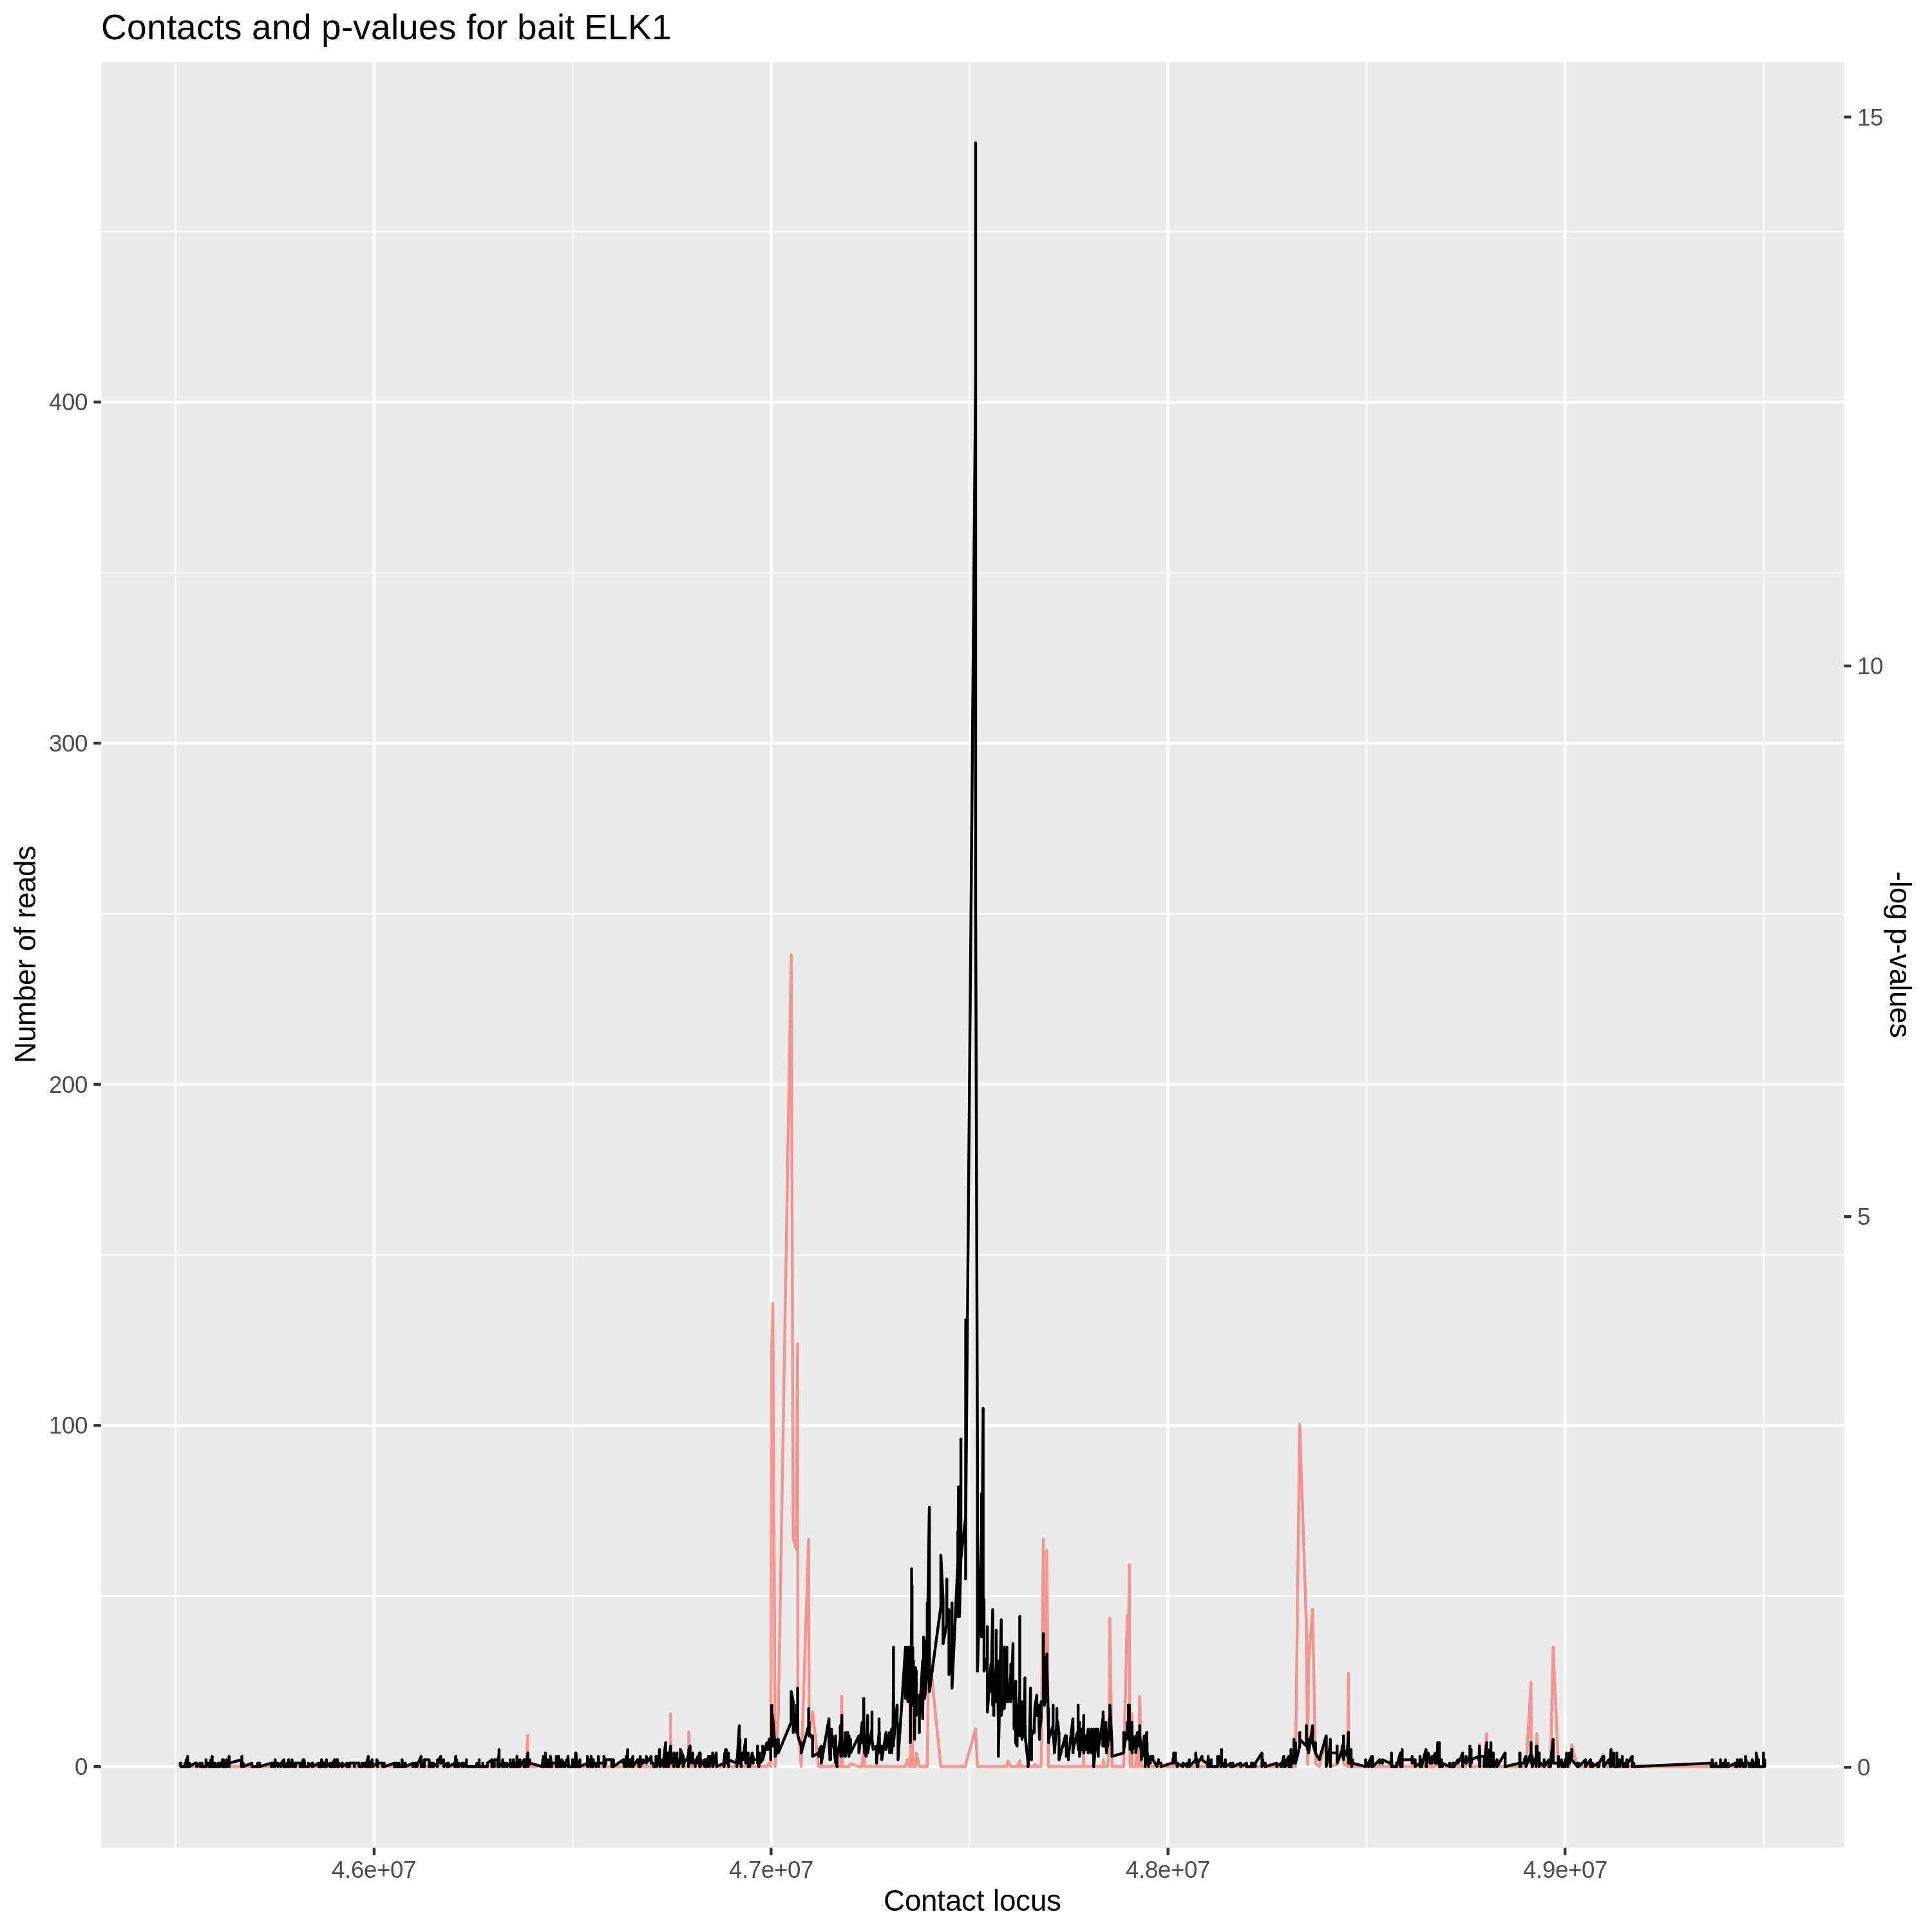 Contacts and p-values for bait ELK1
400
300
200
100
0
Number of reads
15
10
5
0
-log p-values
4.6e+07
4.7e+07
4.8e+07
4.9e+07
Contact locus